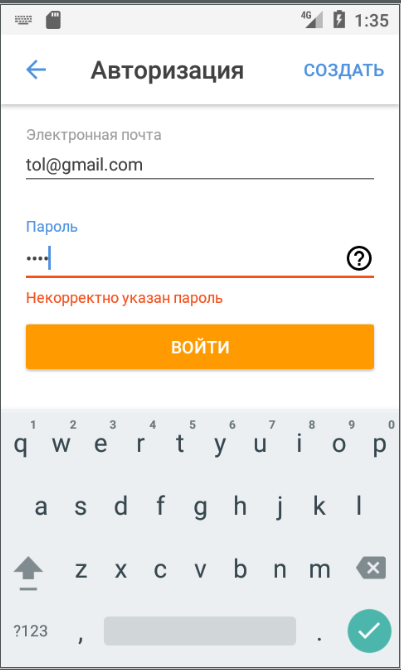 4G 1:35
Авторизация СОЗДАТЬ
Электронная почта
tol@gmail.com
Пароль
••••
Некорректно указан пароль
ВОЙТИ
1 2 3 4 5 6 7 8 9 0
q w e r t y u i o p
a s d f g h j k l
z x c v b n m
?123 , .